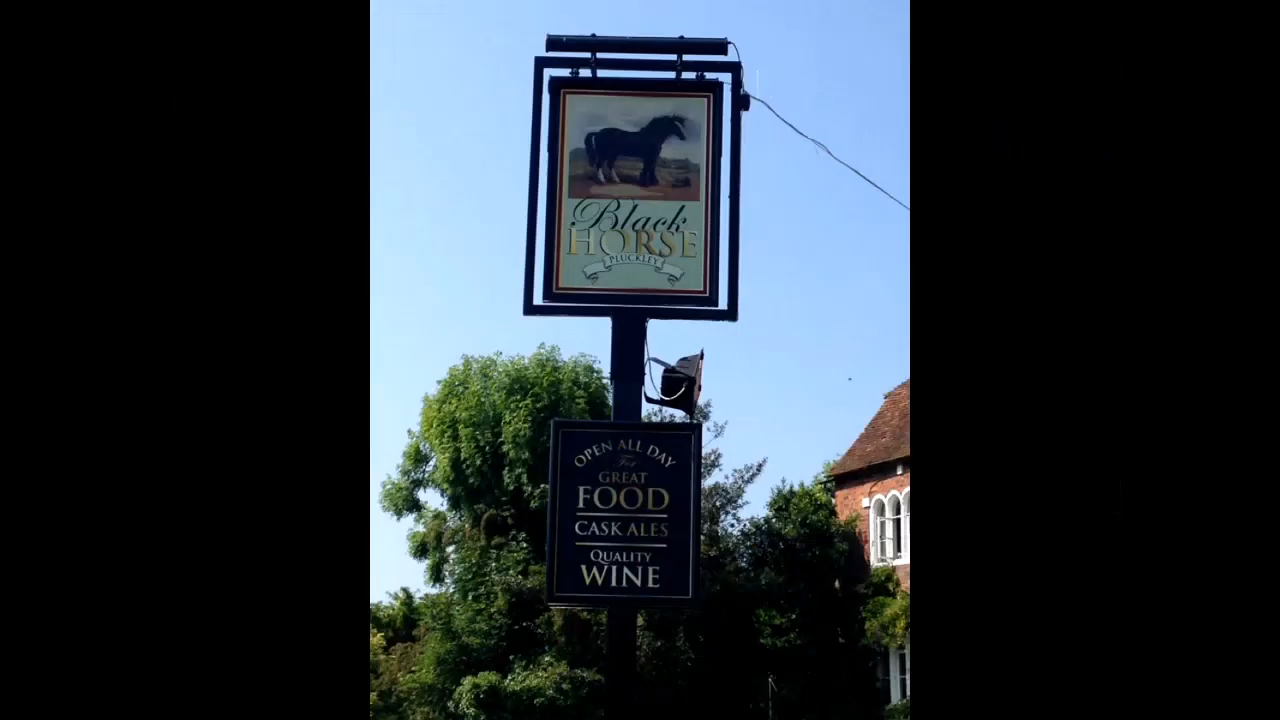 Black
HORSE
PLUCKLEY
OPEN ALL DAY
For
GREAT
FOOD
CASK ALES
QUALITY
WINE